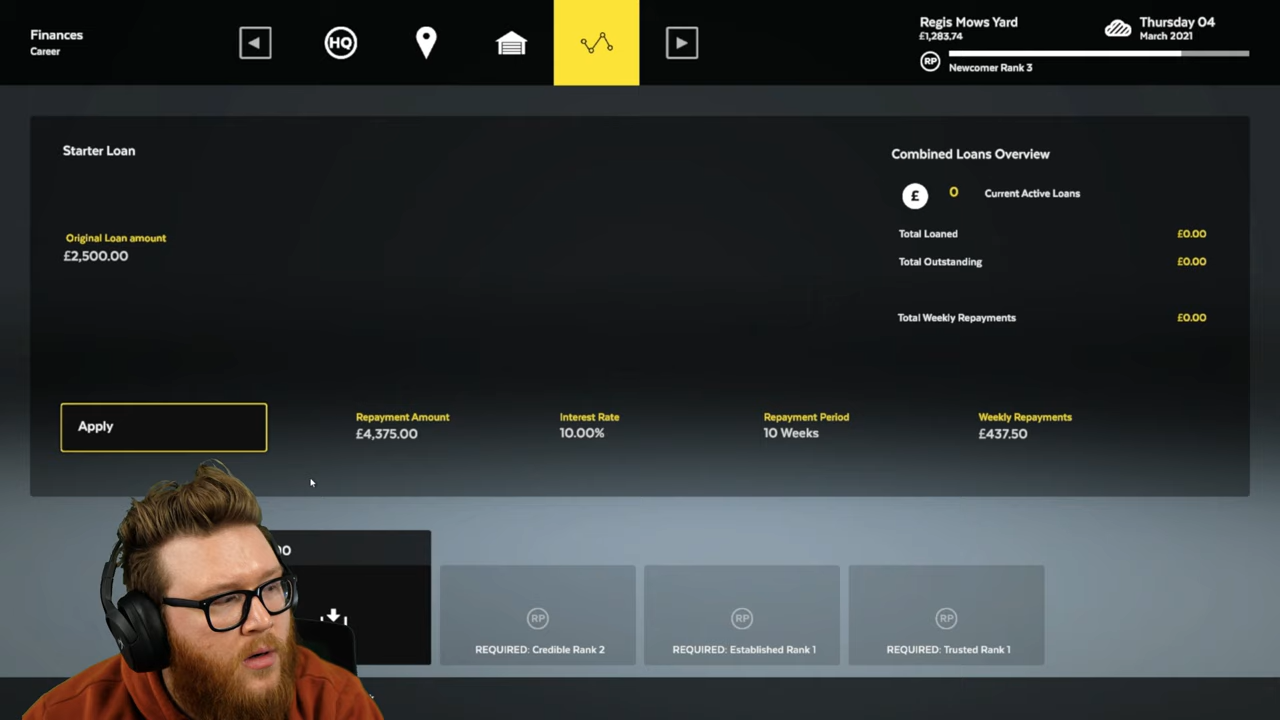 Finances
Career
HQ
Regis Mows Yard
£1,283.74
Thursday 04
March 2021
RP
Newcomer Rank 3
Starter Loan
Combined Loans Overview
£ 0 Current Active Loans
Original Loan amount
£2,500.00
Total Loaned £0.00
Total Outstanding £0.00
Total Weekly Repayments £0.00
Apply
Repayment Amount
£4,375.00
Interest Rate
10.00%
Repayment Period
10 Weeks
Weekly Repayments
£437.50
RP
REQUIRED: Credible Rank 2
RP
REQUIRED: Established Rank 1
RP
REQUIRED: Trusted Rank 1